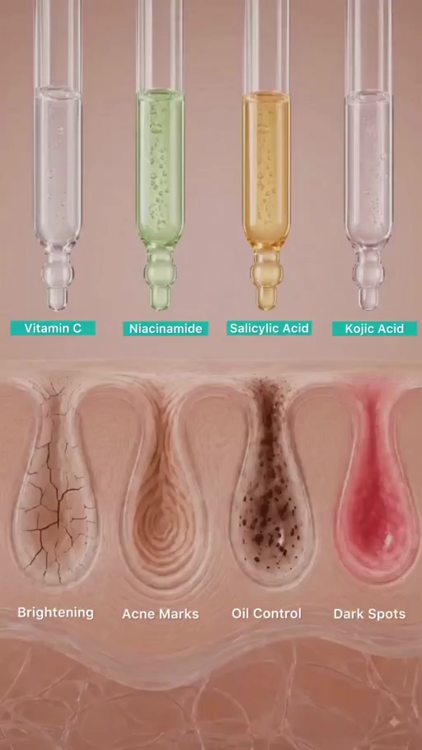 Vitamin C
Niacinamide
Salicylic Acid
Kojic Acid
Brightening
Acne Marks
Oil Control
Dark Spots